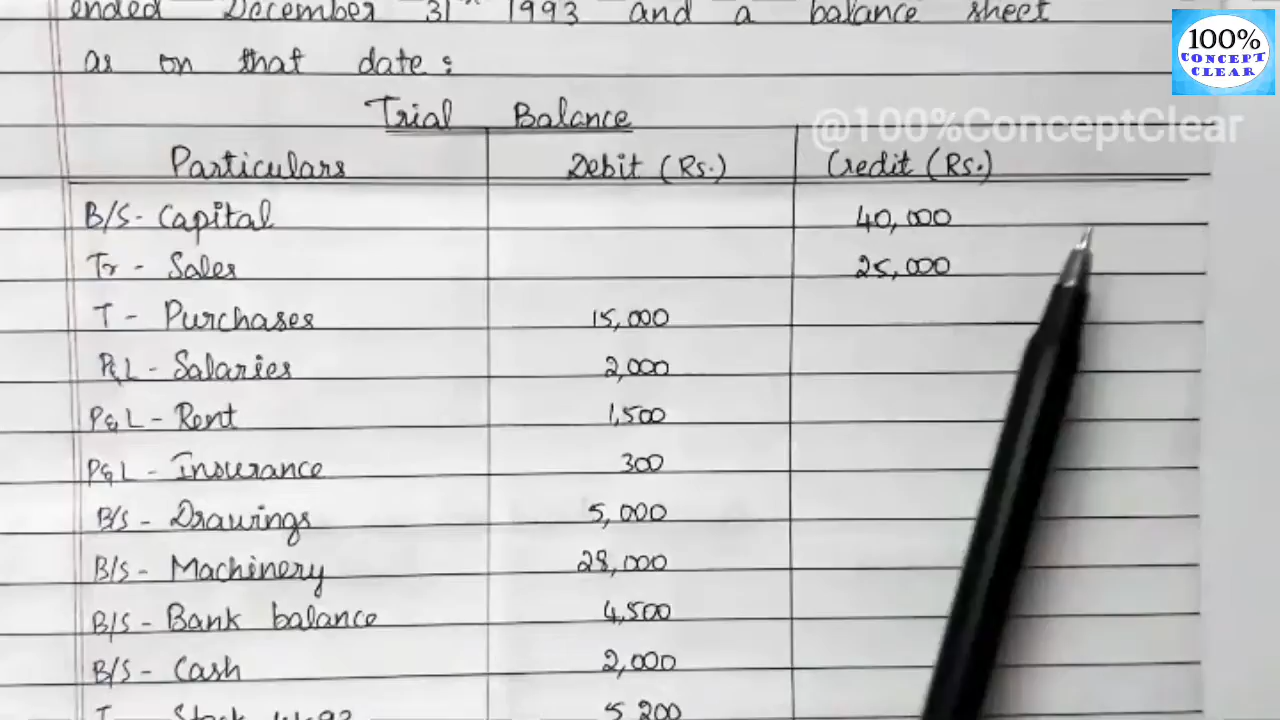 ended December 31st 1993 and a balance sheet
as on that date :
Trial Balance
Particulars Debit (Rs.) Credit (Rs.)
B/S - Capital 40,000
Tr - Sales 25,000
T - Purchases 15,000
P&L - Salaries 2,000
P&L - Rent 1,500
P&L - Insurance 300
B/S - Drawings 5,000
B/S - Machinery 28,000
B/S - Bank balance 4,500
B/S - Cash 2,000
T - Stock 5,200
100%
CONCEPT
CLEAR
@100%ConceptClear